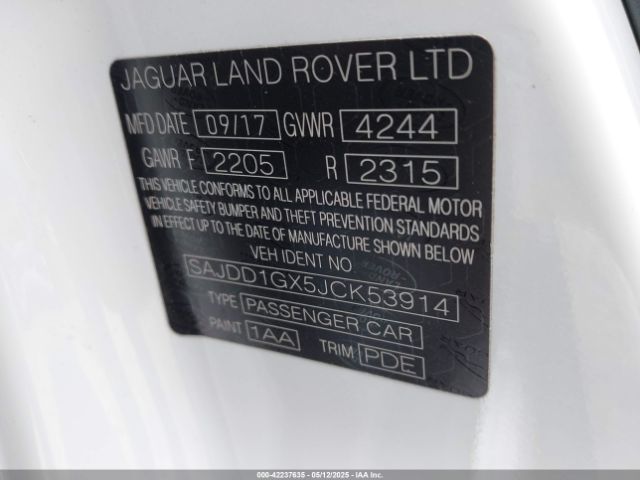 JAGUAR LAND ROVER LTD
MFD DATE 09/17 GVWR 4244
GAWR F 2205 R 2315
THIS VEHICLE CONFORMS TO ALL APPLICABLE FEDERAL MOTOR
VEHICLE SAFETY BUMPER AND THEFT PREVENTION STANDARDS
IN EFFECT UP TO THE DATE OF MANUFACTURE SHOWN BELOW
VEH IDENT NO
SAJDD1GX5JCK53914
TYPE PASSENGER CAR
PAINT 1AA TRIM PDE
000-42237635 - 05/12/2025 - COPYRIGHT IAA, LLC.